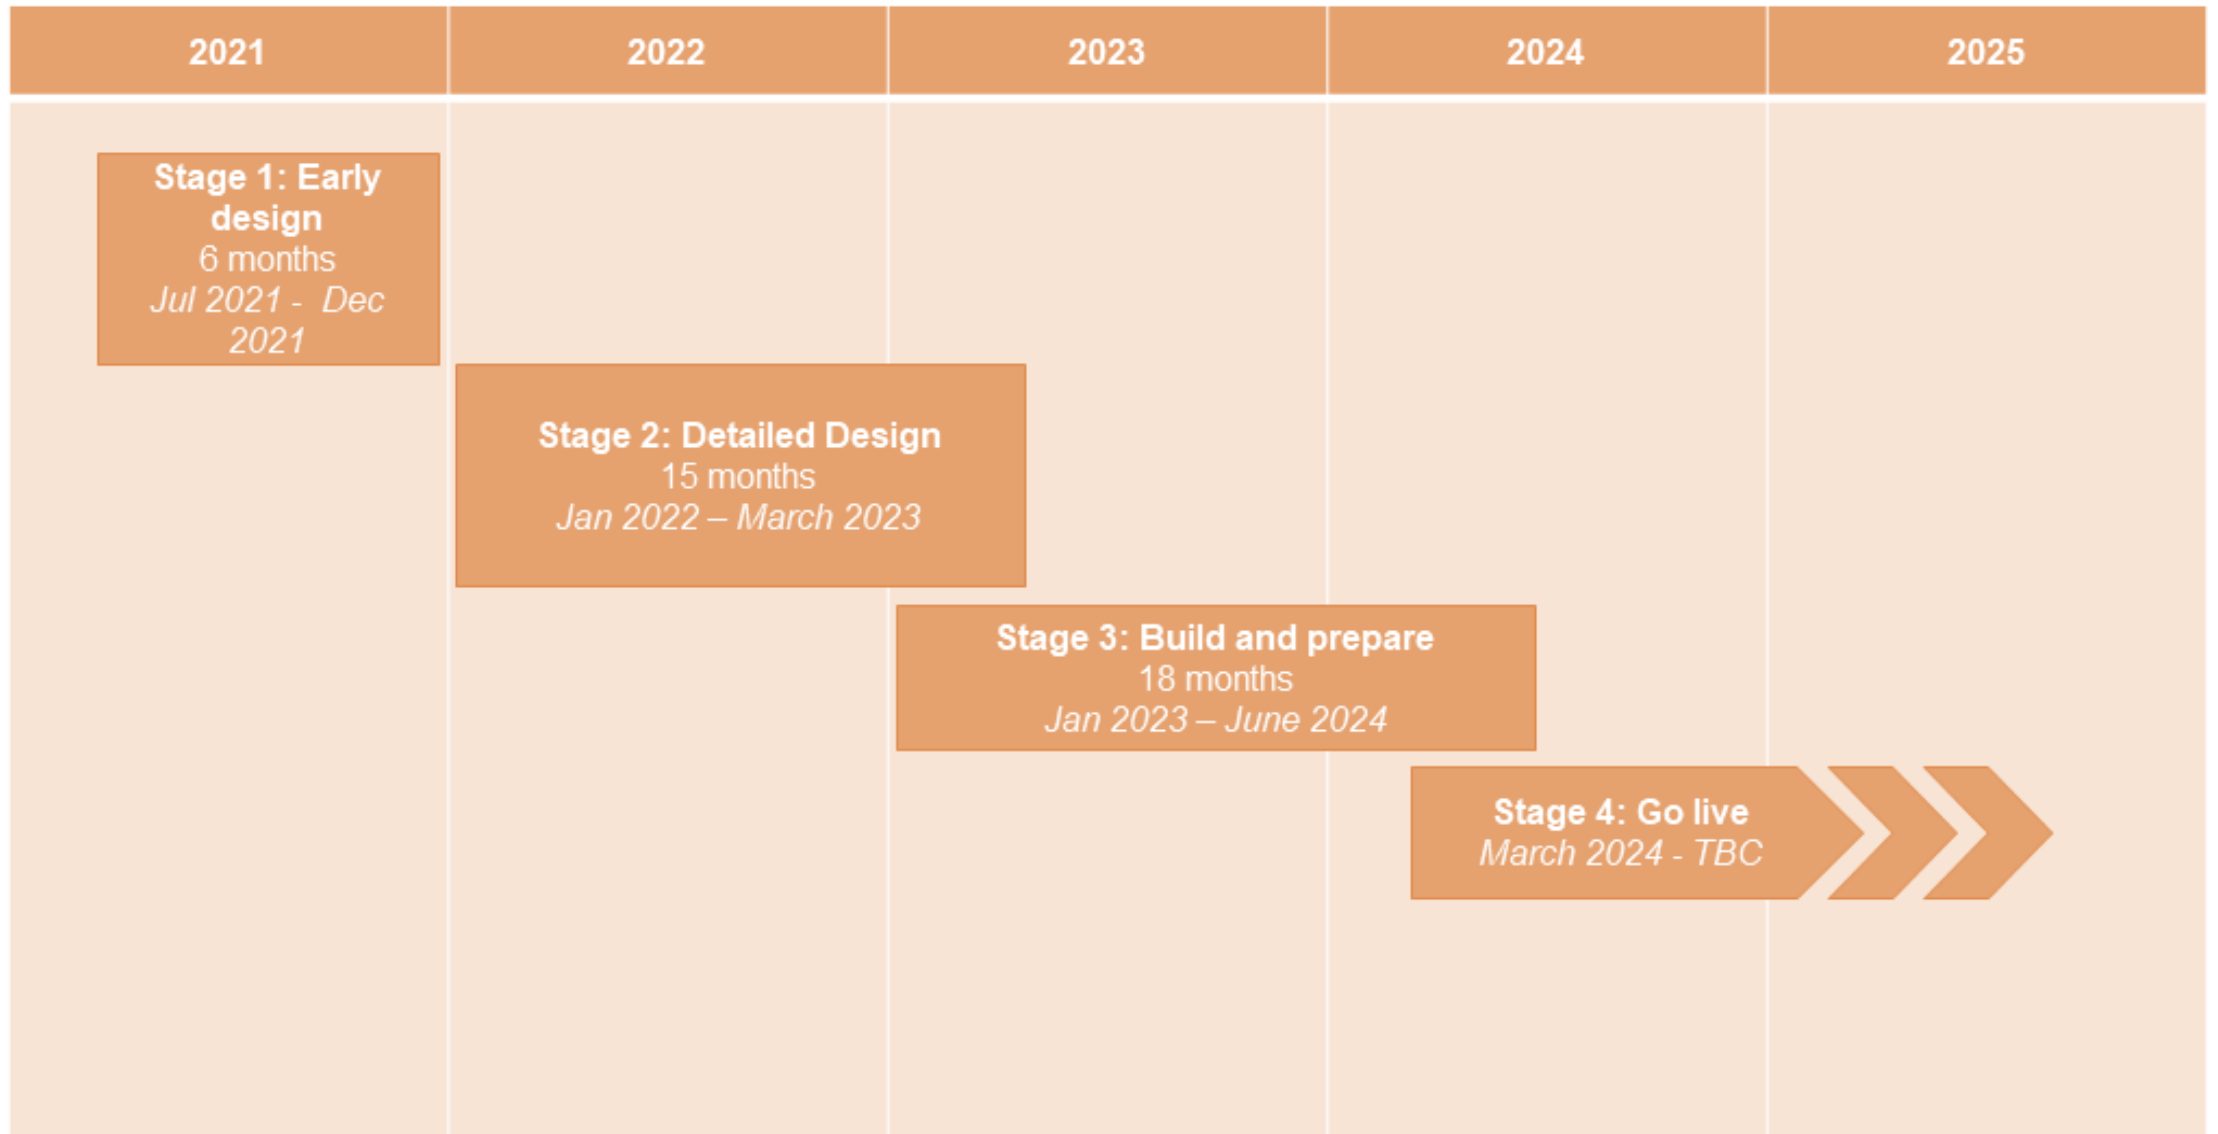 2021
2022
2023
2024
2025
Stage 1: Early
design
6 months
Jul 2021 -  Dec
2021
Stage 2: Detailed Design
15 months
Jan 2022 – March 2023
Stage 3: Build and prepare
18 months
Jan 2023 – June 2024
Stage 4: Go live
March 2024 - TBC